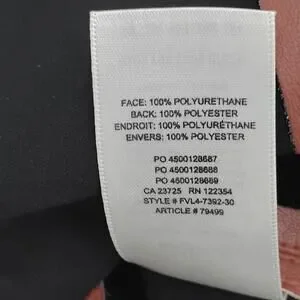 FACE: 100% POLYURETHANE
BACK: 100% POLYESTER
ENDROIT: 100% POLYURÉTHANE
ENVERS: 100% POLYESTER
PO 4500128687
PO 4500128688
PO 4500128689
CA 23725 RN 122354
STYLE # FVL4-7392-30
ARTICLE # 79499